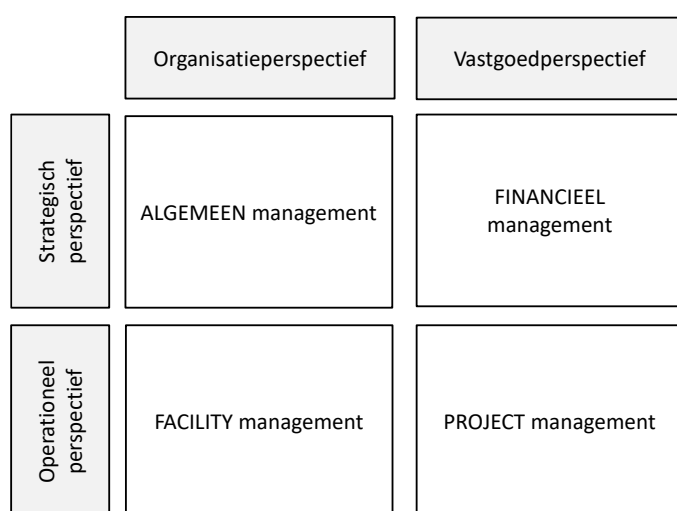 Organisatieperspectief
Vastgoedperspectief
Strategisch
perspectief
ALGEMEEN management
FINANCIEEL
management
Operationeel
perspectief
FACILITY management
PROJECT management